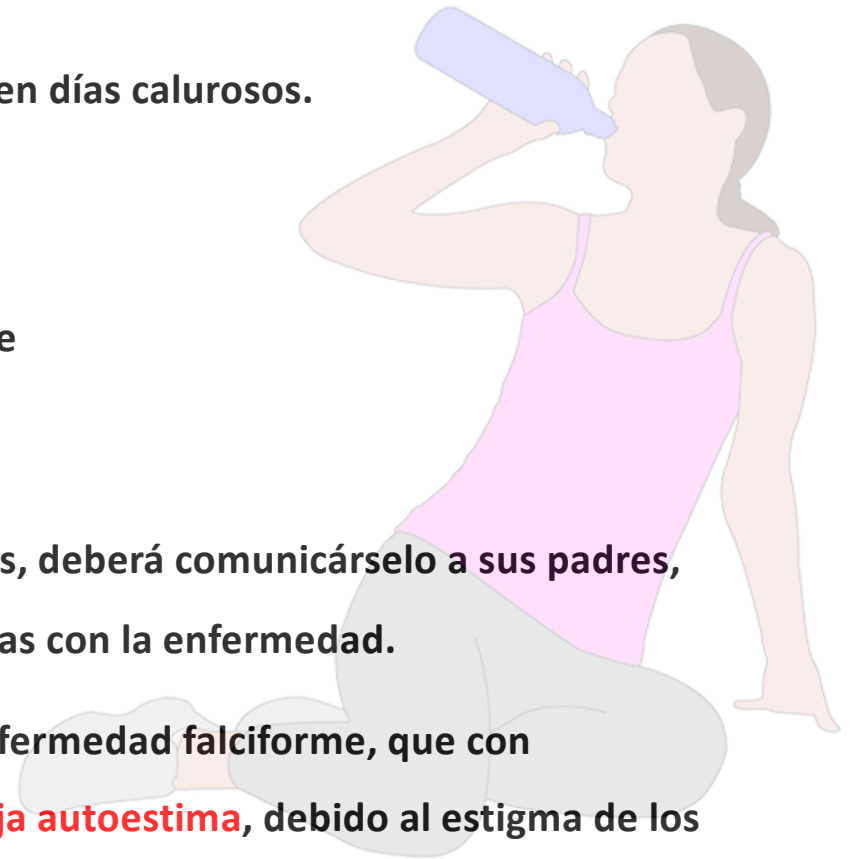 en días calurosos.
e
s, deberá comunicárselo a sus padres,
as con la enfermedad.
fermedad falciforme, que con
ja autoestima, debido al estigma de los